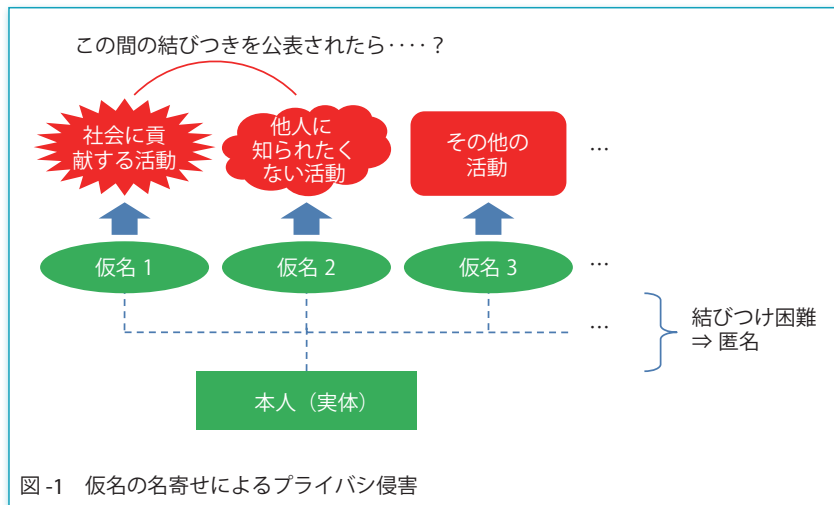 この間の結びつきを公表されたら‥‥？
社会に貢
献する活動
他人に
知られたく
ない活動
その他の
活動
…
仮名 1
仮名 2
仮名 3
…
…
結びつけ困難
⇒ 匿名
本人（実体）
図 -1　仮名の名寄せによるプライバシ侵害